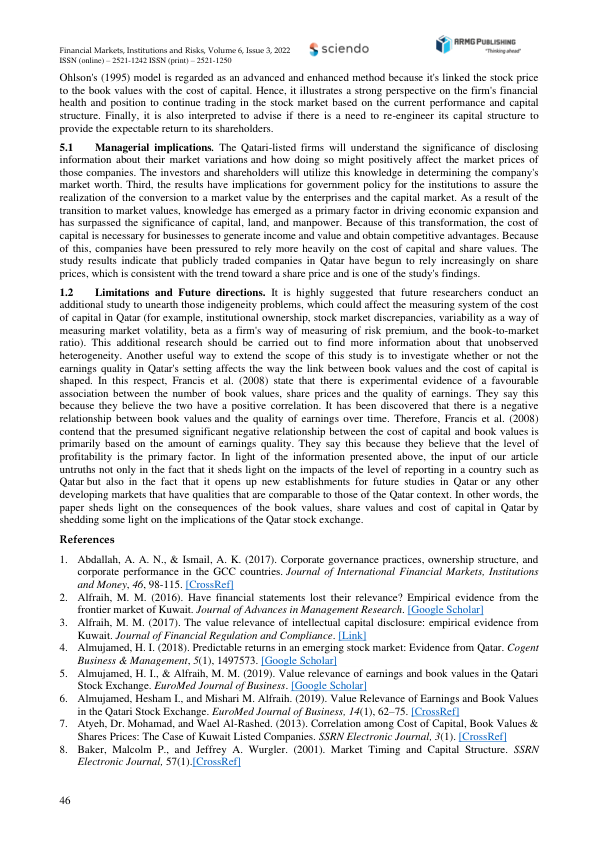 Financial Markets, Institutions and Risks, Volume 6, Issue 3, 2022
ISSN (online) – 2521-1242 ISSN (print) – 2521-1250
sciendo
ARMG PUBLISHING
"Thinking ahead"
Ohlson's (1995) model is regarded as an advanced and enhanced method because it's linked the stock price
to the book values with the cost of capital. Hence, it illustrates a strong perspective on the firm's financial
health and position to continue trading in the stock market based on the current performance and capital
structure. Finally, it is also interpreted to advise if there is a need to re-engineer its capital structure to
provide the expectable return to its shareholders.
5.1 Managerial implications. The Qatari-listed firms will understand the significance of disclosing
information about their market variations and how doing so might positively affect the market prices of
those companies. The investors and shareholders will utilize this knowledge in determining the company's
market worth. Third, the results have implications for government policy for the institutions to assure the
realization of the conversion to a market value by the enterprises and the capital market. As a result of the
transition to market values, knowledge has emerged as a primary factor in driving economic expansion and
has surpassed the significance of capital, land, and manpower. Because of this transformation, the cost of
capital is necessary for businesses to generate income and value and obtain competitive advantages. Because
of this, companies have been pressured to rely more heavily on the cost of capital and share values. The
study results indicate that publicly traded companies in Qatar have begun to rely increasingly on share
prices, which is consistent with the trend toward a share price and is one of the study's findings.
1.2 Limitations and Future directions. It is highly suggested that future researchers conduct an
additional study to unearth those indigeneity problems, which could affect the measuring system of the cost
of capital in Qatar (for example, institutional ownership, stock market discrepancies, variability as a way of
measuring market volatility, beta as a firm's way of measuring of risk premium, and the book-to-market
ratio). This additional research should be carried out to find more information about that unobserved
heterogeneity. Another useful way to extend the scope of this study is to investigate whether or not the
earnings quality in Qatar's setting affects the way the link between book values and the cost of capital is
shaped. In this respect, Francis et al. (2008) state that there is experimental evidence of a favourable
association between the number of book values, share prices and the quality of earnings. They say this
because they believe the two have a positive correlation. It has been discovered that there is a negative
relationship between book values and the quality of earnings over time. Therefore, Francis et al. (2008)
contend that the presumed significant negative relationship between the cost of capital and book values is
primarily based on the amount of earnings quality. They say this because they believe that the level of
profitability is the primary factor. In light of the information presented above, the input of our article
untruths not only in the fact that it sheds light on the impacts of the level of reporting in a country such as
Qatar but also in the fact that it opens up new establishments for future studies in Qatar or any other
developing markets that have qualities that are comparable to those of the Qatar context. In other words, the
paper sheds light on the consequences of the book values, share values and cost of capital in Qatar by
shedding some light on the implications of the Qatar stock exchange.
References
1. Abdallah, A. A. N., & Ismail, A. K. (2017). Corporate governance practices, ownership structure, and
corporate performance in the GCC countries. Journal of International Financial Markets, Institutions
and Money, 46, 98-115. [CrossRef]
2. Alfraih, M. M. (2016). Have financial statements lost their relevance? Empirical evidence from the
frontier market of Kuwait. Journal of Advances in Management Research. [Google Scholar]
3. Alfraih, M. M. (2017). The value relevance of intellectual capital disclosure: empirical evidence from
Kuwait. Journal of Financial Regulation and Compliance. [Link]
4. Almujamed, H. I. (2018). Predictable returns in an emerging stock market: Evidence from Qatar. Cogent
Business & Management, 5(1), 1497573. [Google Scholar]
5. Almujamed, H. I., & Alfraih, M. M. (2019). Value relevance of earnings and book values in the Qatari
Stock Exchange. EuroMed Journal of Business. [Google Scholar]
6. Almujamed, Hesham I., and Mishari M. Alfraih. (2019). Value Relevance of Earnings and Book Values
in the Qatari Stock Exchange. EuroMed Journal of Business, 14(1), 62–75. [CrossRef]
7. Atyeh, Dr. Mohamad, and Wael Al-Rashed. (2013). Correlation among Cost of Capital, Book Values &
Shares Prices: The Case of Kuwait Listed Companies. SSRN Electronic Journal, 3(1). [CrossRef]
8. Baker, Malcolm P., and Jeffrey A. Wurgler. (2001). Market Timing and Capital Structure. SSRN
Electronic Journal, 57(1).[CrossRef]
46